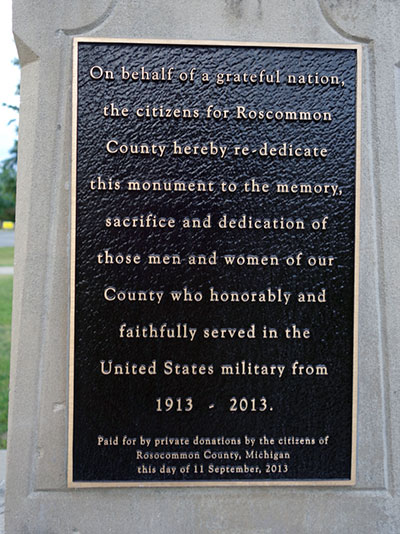 On behalf of a grateful nation,
the citizens for Roscommon
County hereby re-dedicate
this monument to the memory,
sacrifice and dedication of
those men and women of our
County who honorably and
faithfully served in the
United States military from
1913 - 2013.
Paid for by private donations by the citizens of
Rosocommon County, Michigan
this day of 11 September, 2013